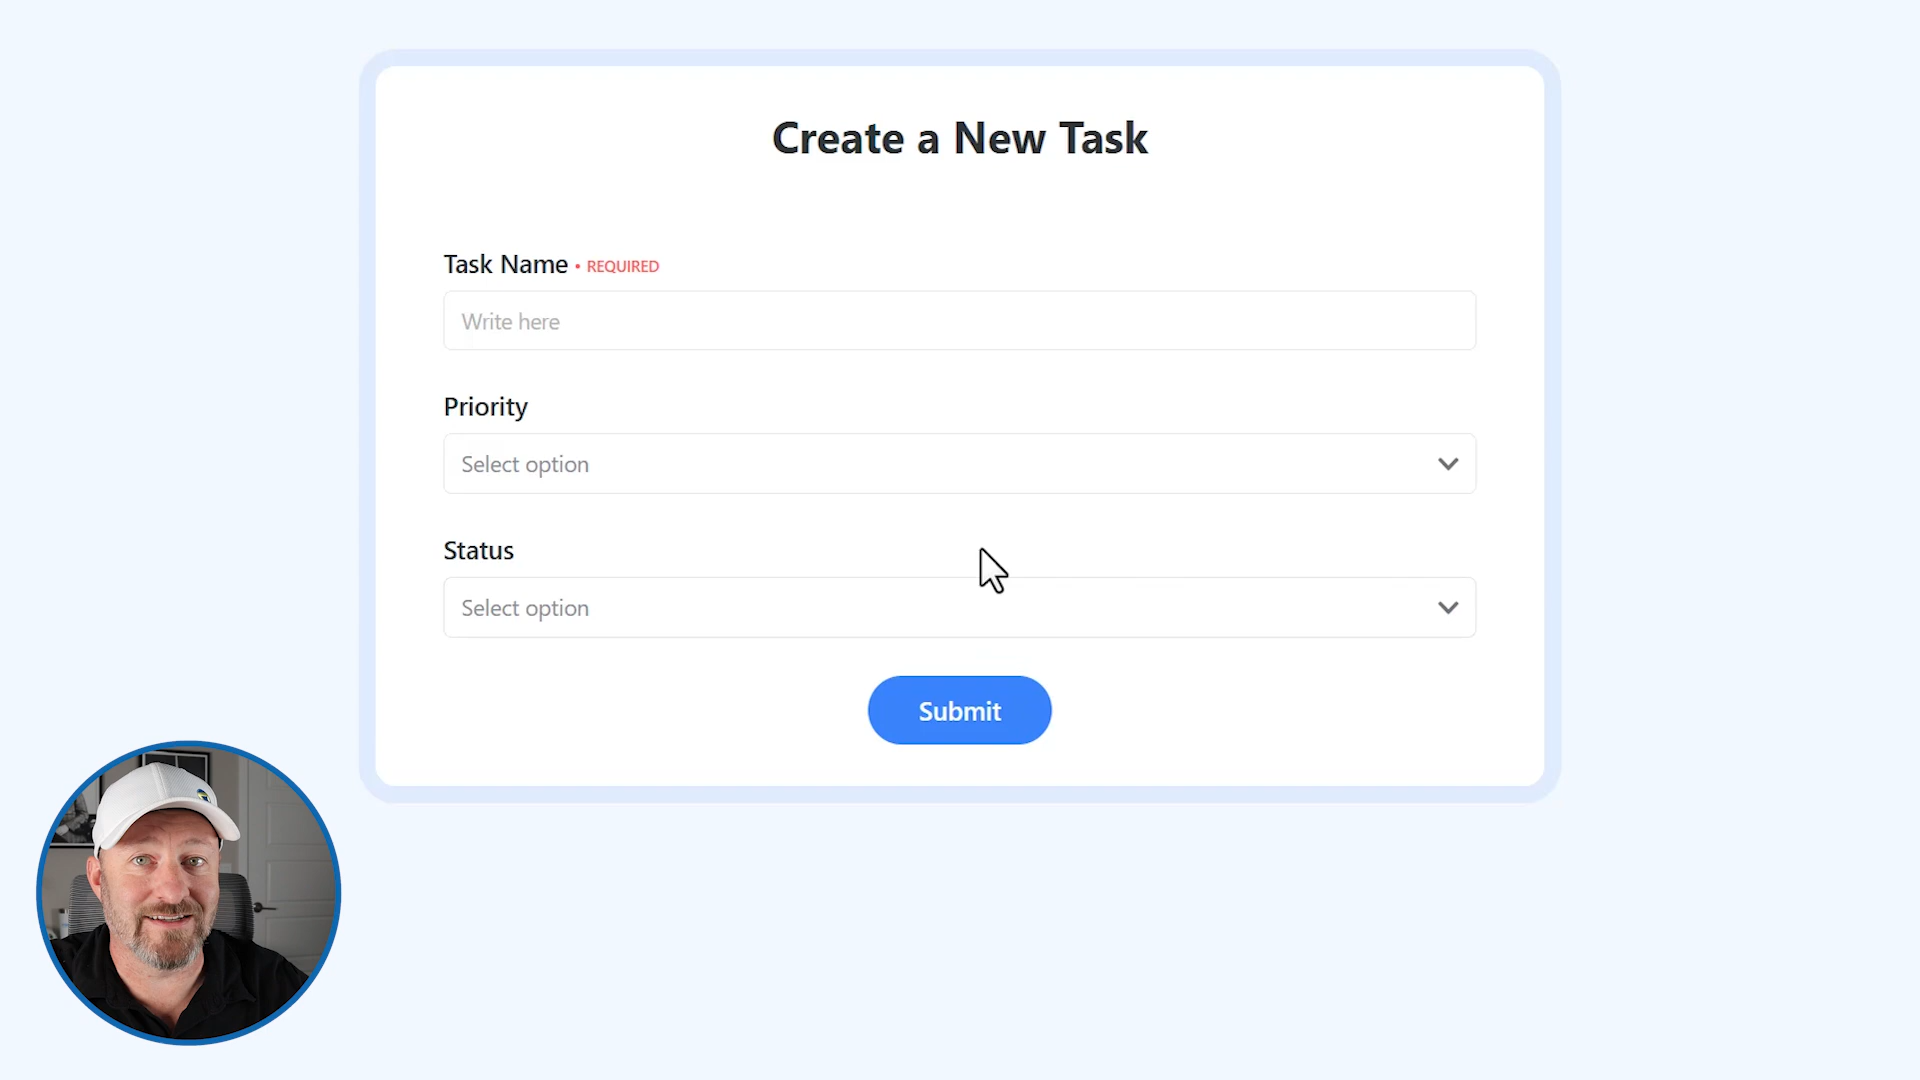 Create a New Task
Task Name • REQUIRED
Write here
Priority
Select option
Status
Select option
Submit